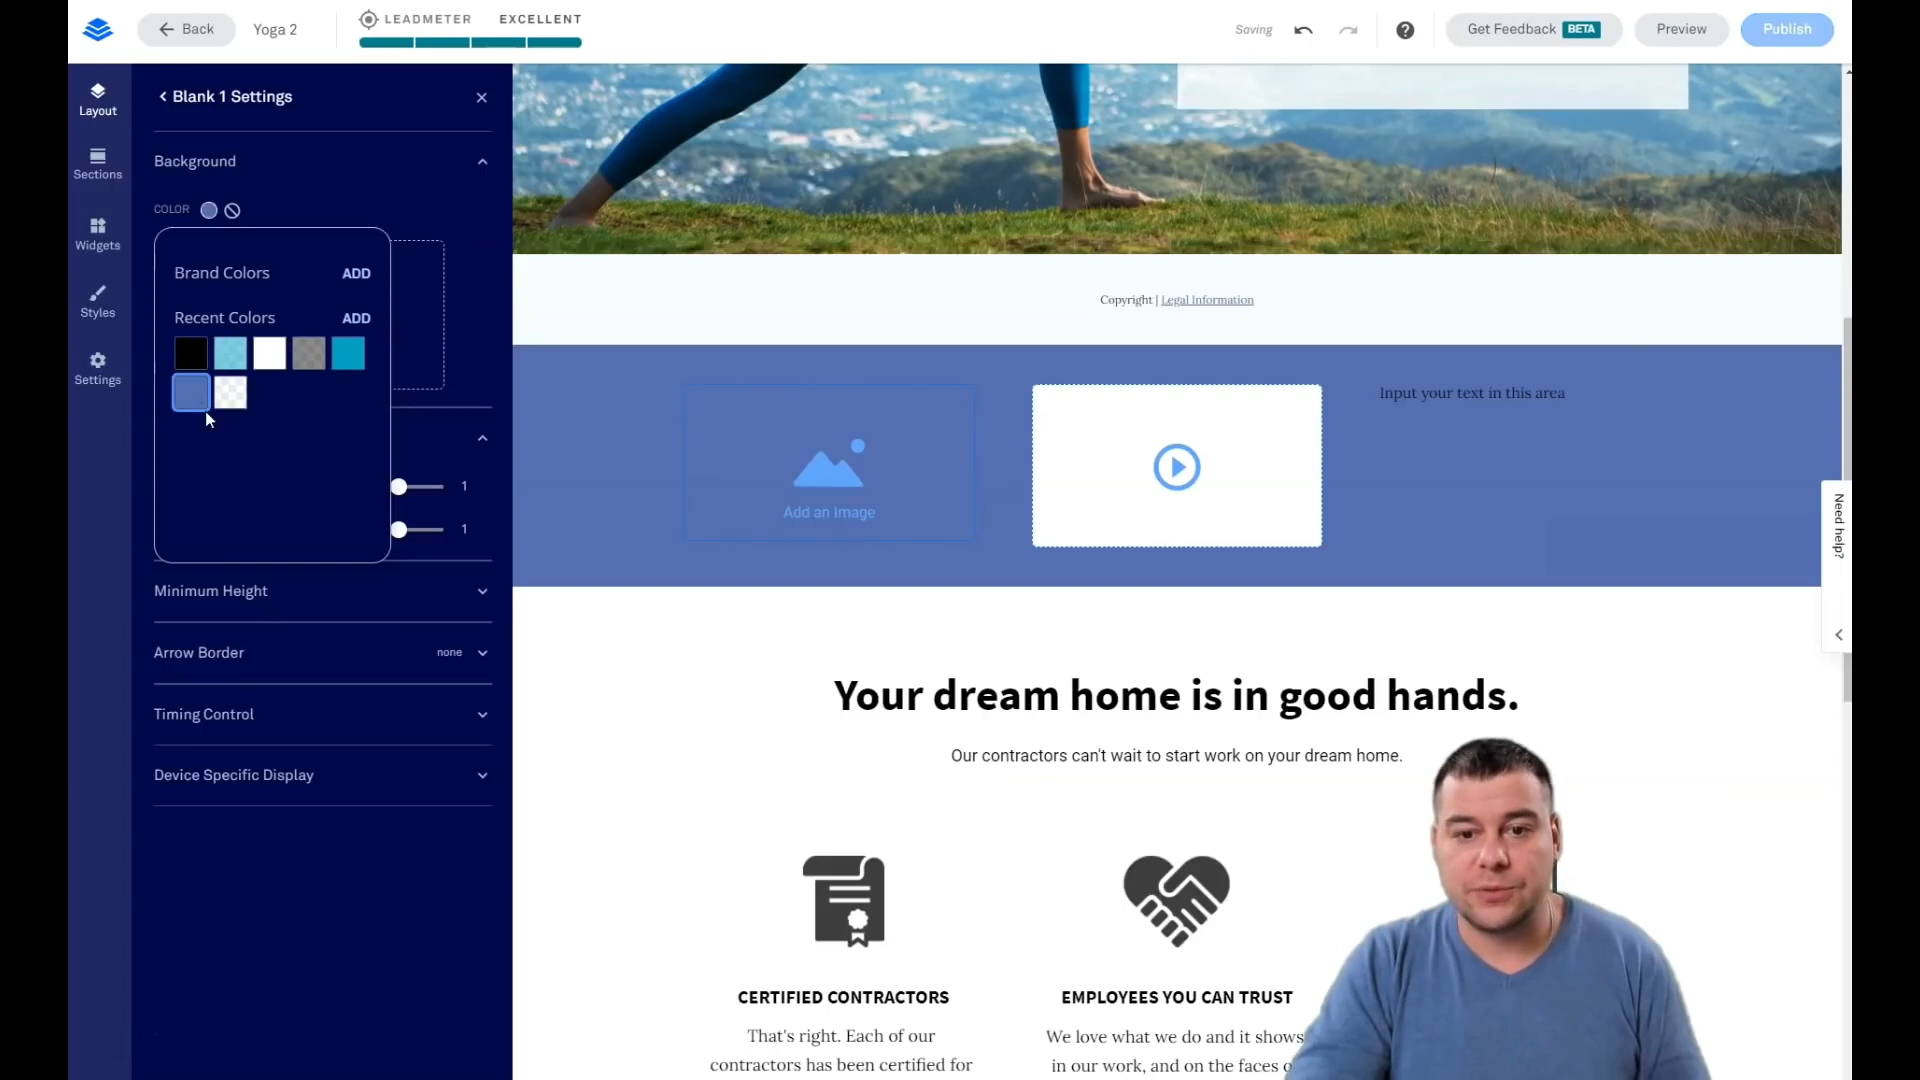 Back
Yoga 2
LEADMETER EXCELLENT
Saving
Get Feedback BETA
Preview
Publish
Layout
Sections
Widgets
Styles
Settings
Blank 1 Settings
Background
COLOR
Brand Colors ADD
Recent Colors ADD
1
1
Minimum Height
Arrow Border none
Timing Control
Device Specific Display
Copyright | Legal Information
Add an Image
Input your text in this area
Need help?
Your dream home is in good hands.
Our contractors can't wait to start work on your dream home.
CERTIFIED CONTRACTORS
That's right. Each of our
contractors has been certified for
EMPLOYEES YOU CAN TRUST
We love what we do and it shows
in our work, and on the faces